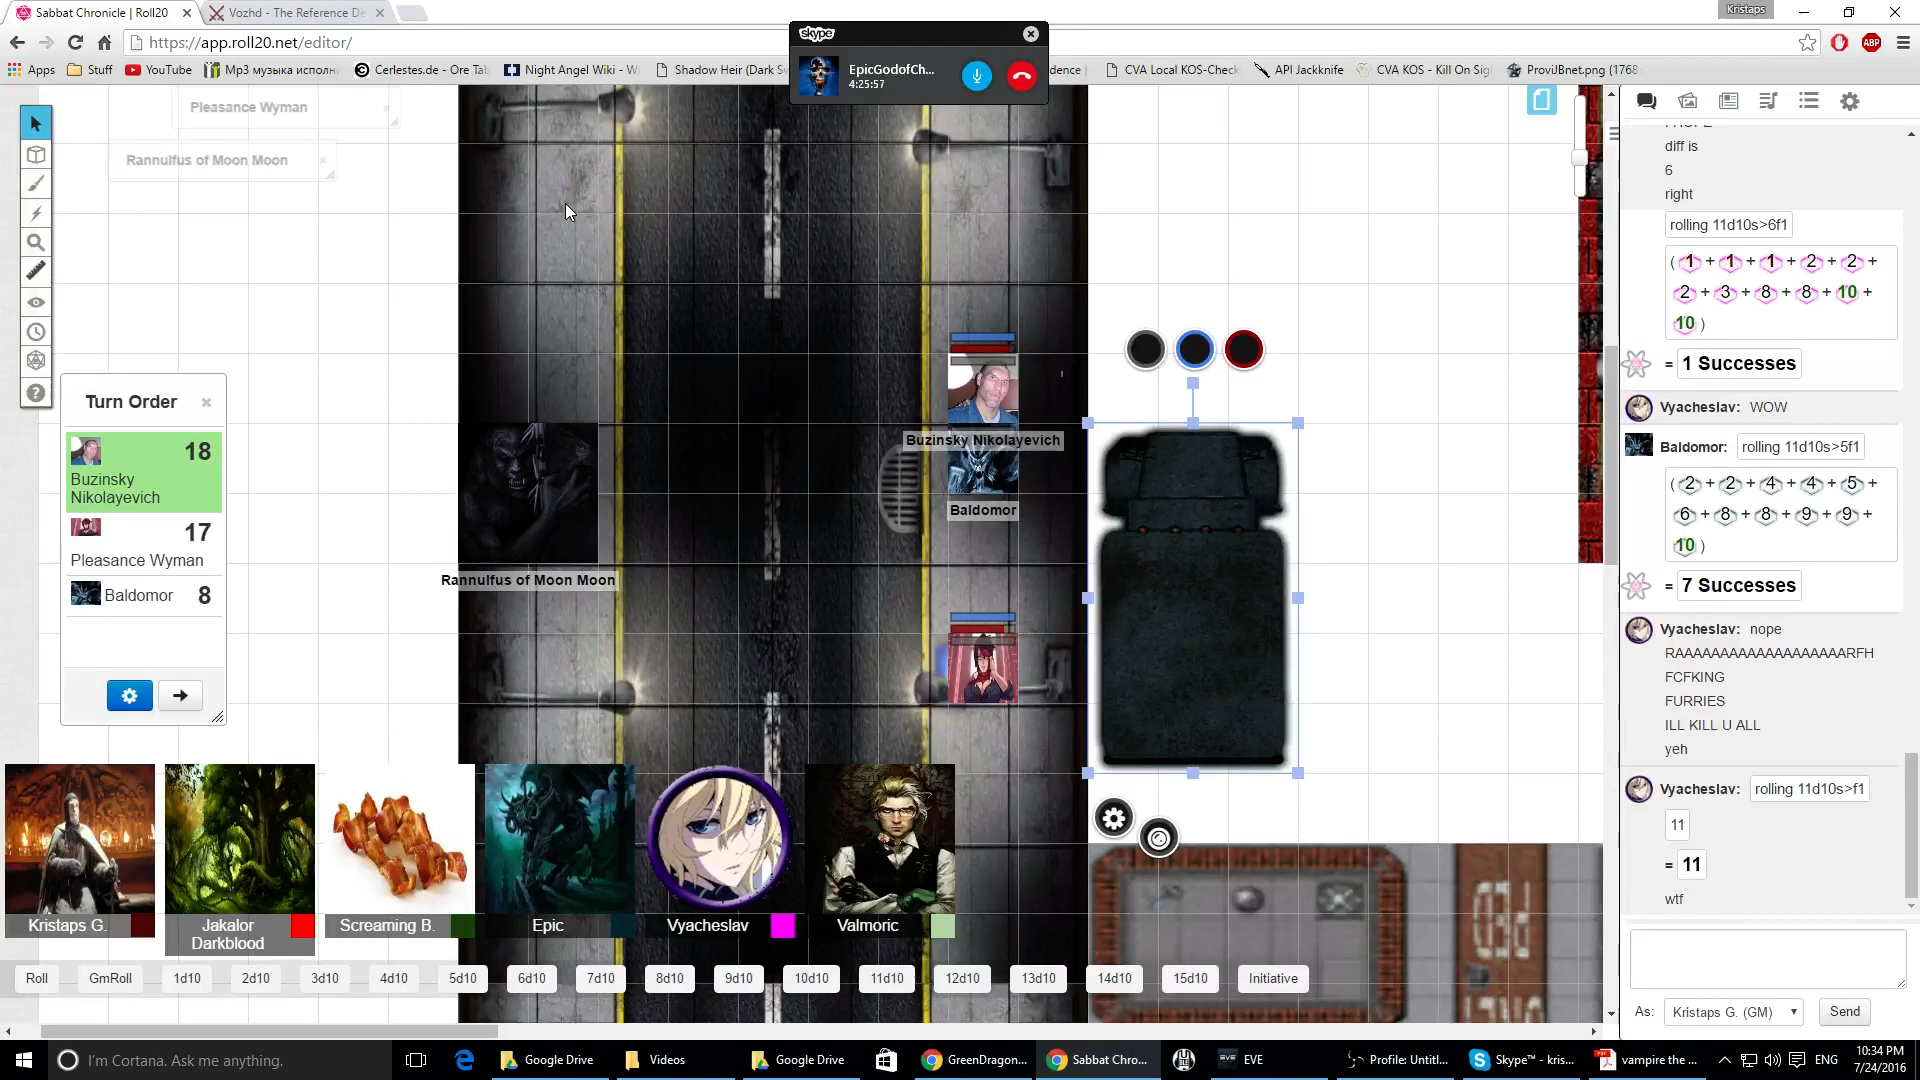 Sabbat Chronicle | Roll20
Vozhd - The Reference De
Kristaps
https://app.roll20.net/editor/
Apps
Stuff
YouTube
Mp3 музыка исполни
Cerlestes.de - Ore Tab
Night Angel Wiki - Wi
Shadow Heir (Dark Sw
dence |
CVA Local KOS-Check
API Jackknife
CVA KOS - Kill On Sigh
ProviJBnet.png (1768
skype
EpicGodofCh...
4:25:57
Pleasance Wyman
Rannulfus of Moon Moon
Turn Order
18
Buzinsky
Nikolayevich
17
Pleasance Wyman
Baldomor 8
Buzinsky Nikolayevich
Baldomor
Rannulfus of Moon Moon
diff is
6
right
rolling 11d10s>6f1
(1+1+1+2+2+
2+3+8+8+10+
10)
= 1 Successes
Vyacheslav: WOW
Baldomor: rolling 11d10s>5f1
(2+2+4+4+5+
6+8+8+9+9+
10)
= 7 Successes
Vyacheslav: nope
RAAAAAAAAAAAAAAAAAAARFH
FCFKING
FURRIES
ILL KILL U ALL
yeh
Vyacheslav: rolling 11d10s>f1
11
= 11
wtf
As: Kristaps G. (GM)
Send
Kristaps G.
Jakalor
Darkblood
Screaming B.
Epic
Vyacheslav
Valmoric
Roll
GmRoll
1d10
2d10
3d10
4d10
5d10
6d10
7d10
8d10
9d10
10d10
11d10
12d10
13d10
14d10
15d10
Initiative
I'm Cortana. Ask me anything.
Google Drive
Videos
Google Drive
GreenDragon...
Sabbat Chro...
EVE
Profile: Untitl...
Skype™ - kris...
vampire the ...
ENG
10:34 PM
7/24/2016